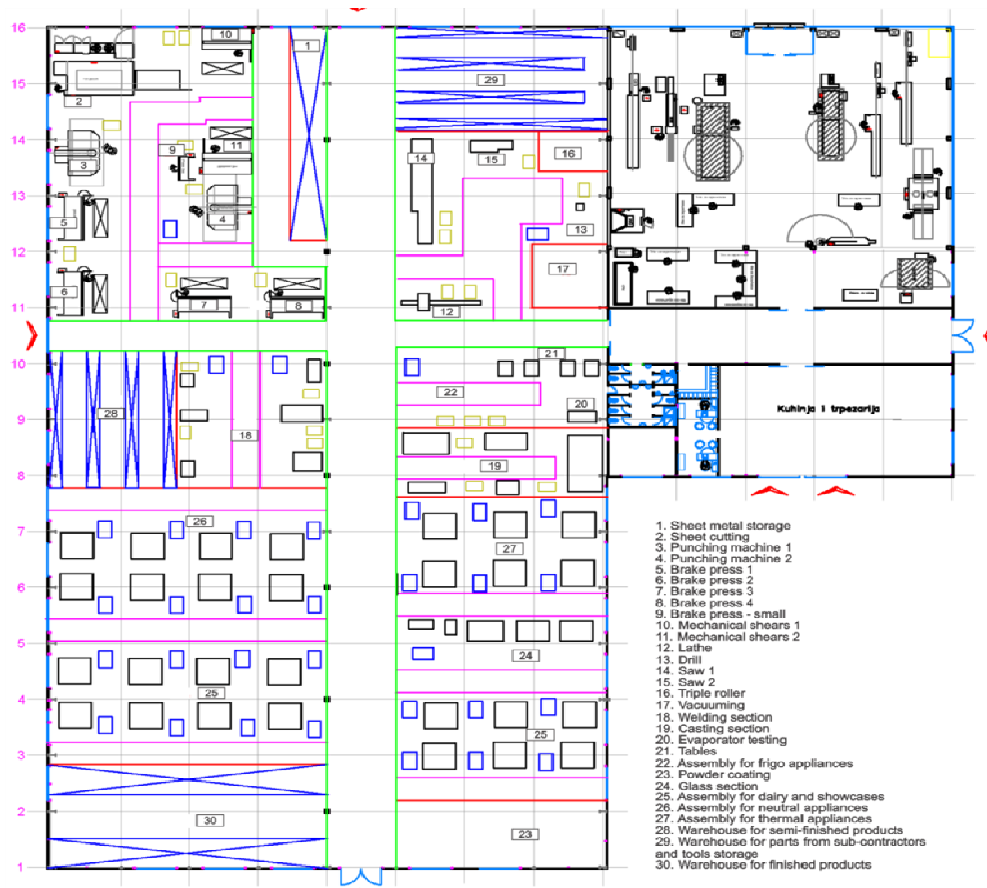 16
10
1
29
15
2
14
11
14
15
16
9
3
13
4
5
13
12
17
6
7
8
12
11
10
21
22
20
9
28
18
19
8
26
7
27
6
5
24
25
4
25
3
2
30
23
1
Kuhinja i trpezarija
1. Sheet metal storage
2. Sheet cutting
3. Punching machine 1
4. Punching machine 2
5. Brake press 1
6. Brake press 2
7. Brake press 3
8. Brake press 4
9. Brake press - small
10. Mechanical shears 1
11. Mechanical shears 2
12. Lathe
13. Drill
14. Saw 1
15. Saw 2
16. Triple roller
17. Vacuuming
18. Welding section
19. Casting section
20. Evaporator testing
21. Tables
22. Assembly for frigo appliances
23. Powder coating
24. Glass section
25. Assembly for dairy and showcases
26. Assembly for neutral appliances
27. Assembly for thermal appliances
28. Warehouse for semi-finished products
29. Warehouse for parts from sub-contractors
and tools storage
30. Warehouse for finished products